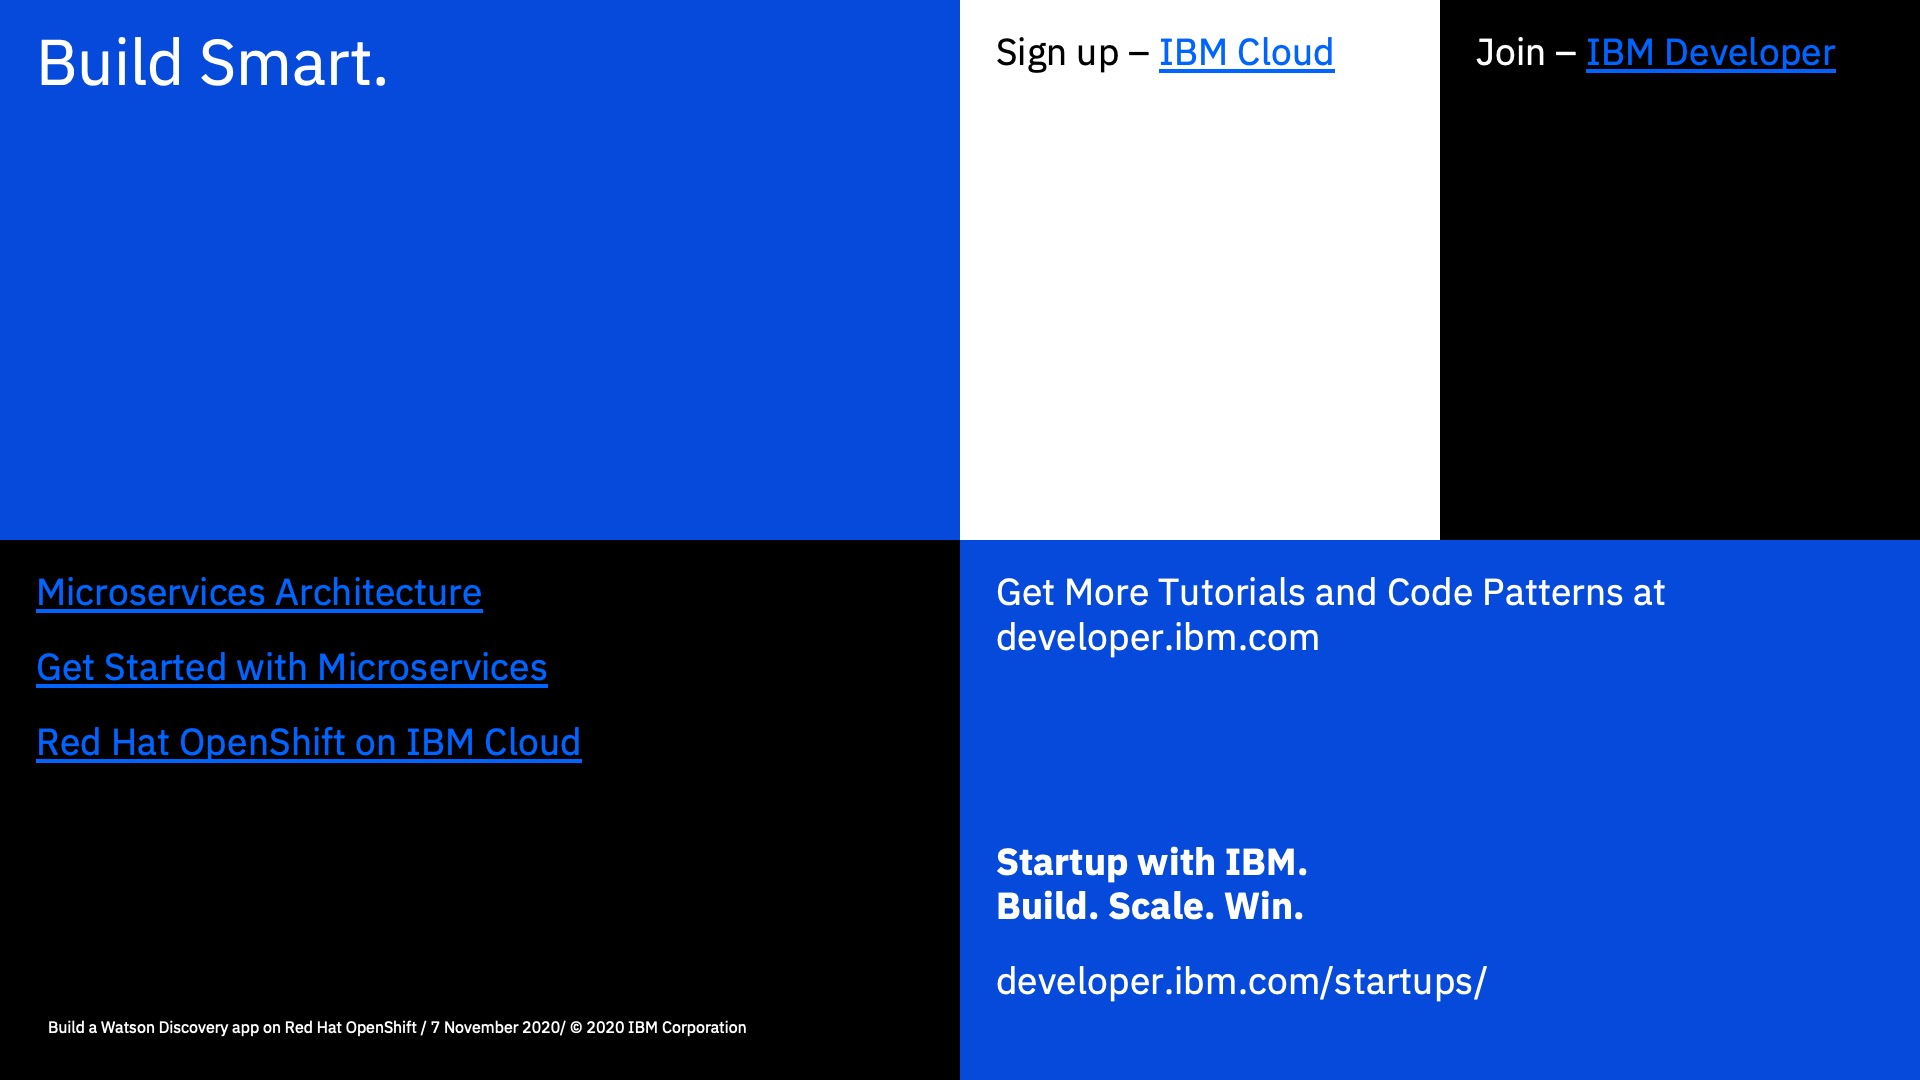 Build Smart.
Sign up – IBM Cloud
Join – IBM Developer
Microservices Architecture
Get Started with Microservices
Red Hat OpenShift on IBM Cloud
Get More Tutorials and Code Patterns at
developer.ibm.com
Startup with IBM.
Build. Scale. Win.
developer.ibm.com/startups/
Build a Watson Discovery app on Red Hat OpenShift / 7 November 2020/ © 2020 IBM Corporation